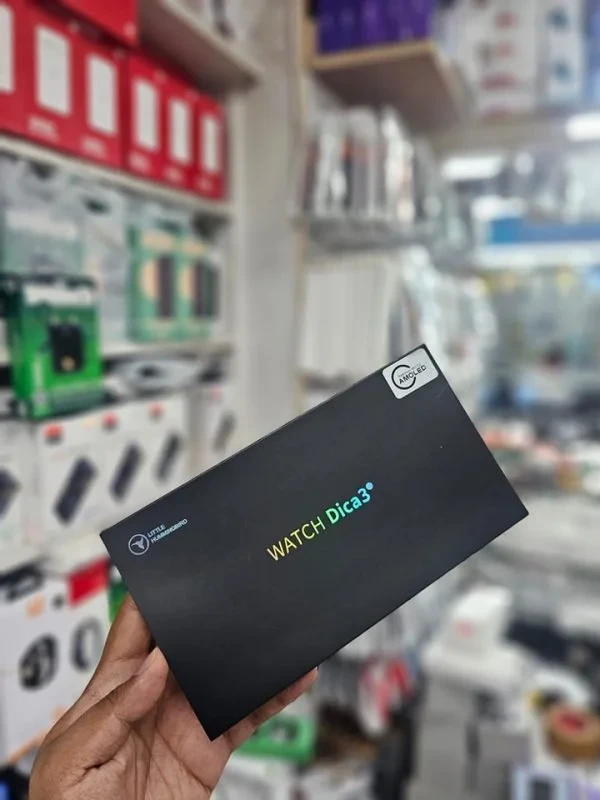 AMOLED
LITTLE
HUMMINGBIRD
WATCH Dica3